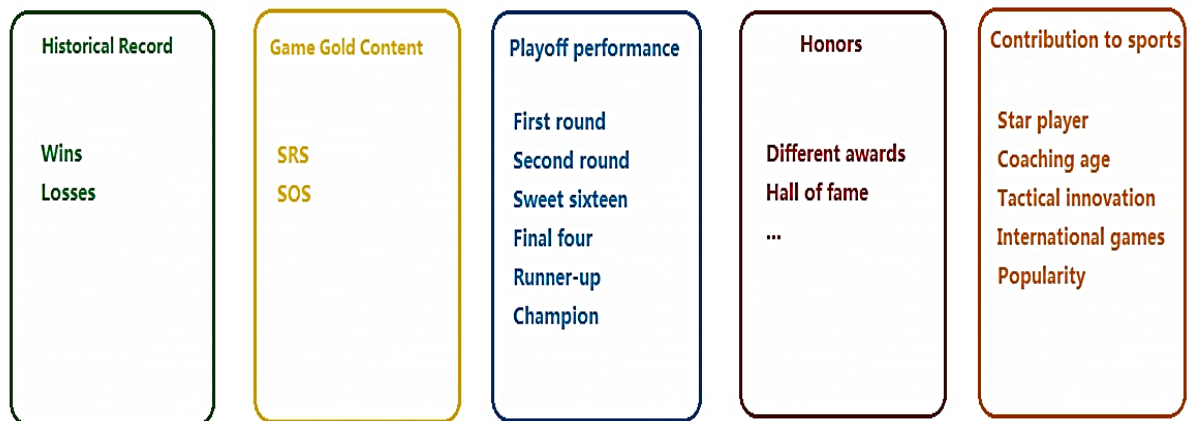 Historical Record
Wins
Losses
Game Gold Content
SRS
SOS
Playoff performance
First round
Second round
Sweet sixteen
Final four
Runner-up
Champion
Honors
Different awards
Hall of fame
...
Contribution to sports
Star player
Coaching age
Tactical innovation
International games
Popularity